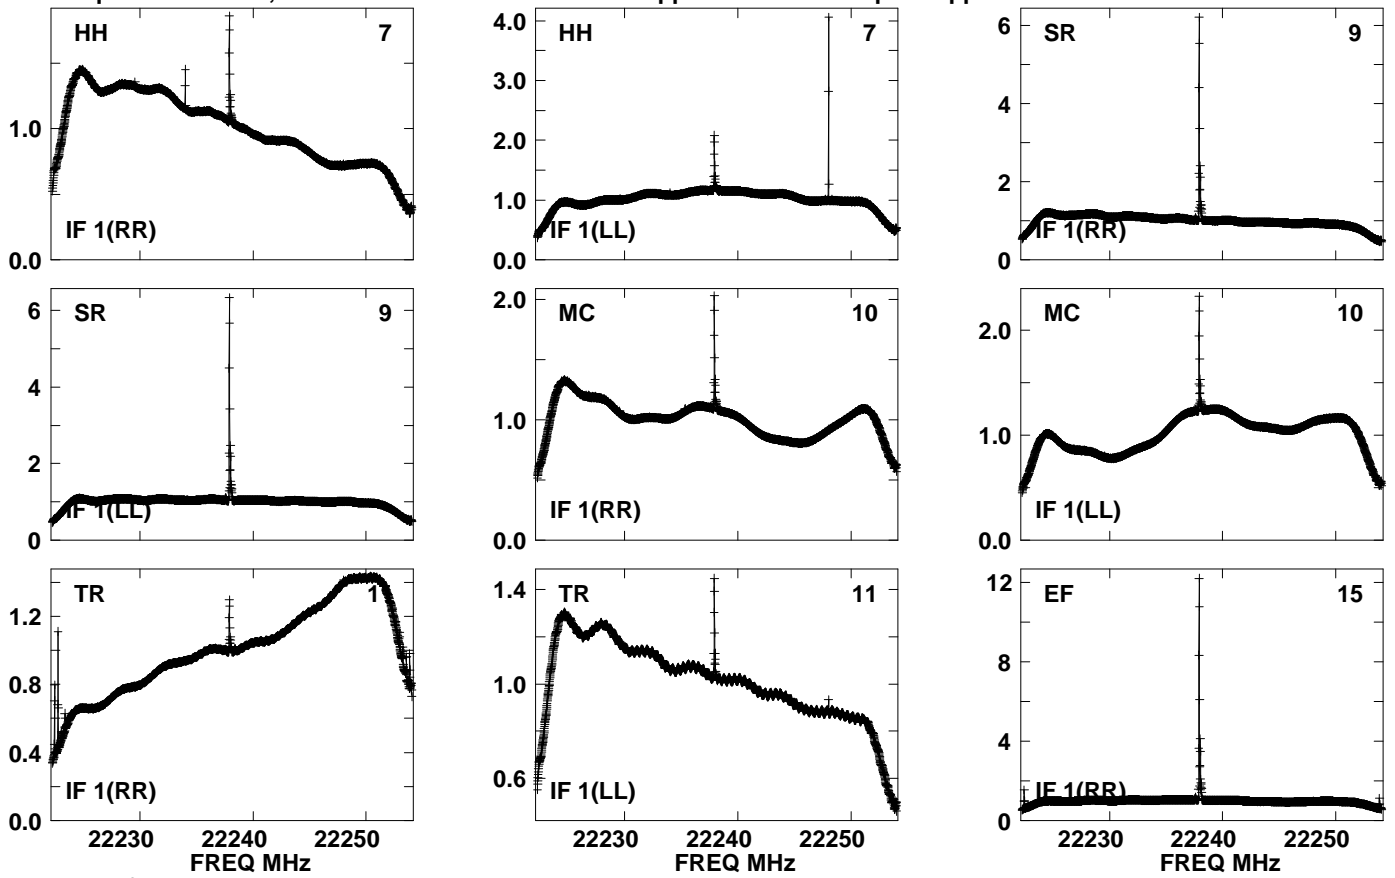 HH 7
1.0
0.0
IF 1(RR)
HH 7
4.0
3.0
2.0
1.0
0.0
IF 1(LL)
SR 9
6
4
2
0
IF 1(RR)
SR 9
6
4
2
0
IF 1(LL)
MC 10
2.0
1.0
0.0
IF 1(RR)
MC 10
2.0
1.0
0.0
IF 1(LL)
TR 1
1.2
0.8
0.4
0.0
IF 1(RR)
22230 22240 22250
FREQ MHz
TR 11
1.4
1.0
0.6
IF 1(LL)
22230 22240 22250
FREQ MHz
EF 15
12
8
4
0
IF 1(RR)
22230 22240 22250
FREQ MHz